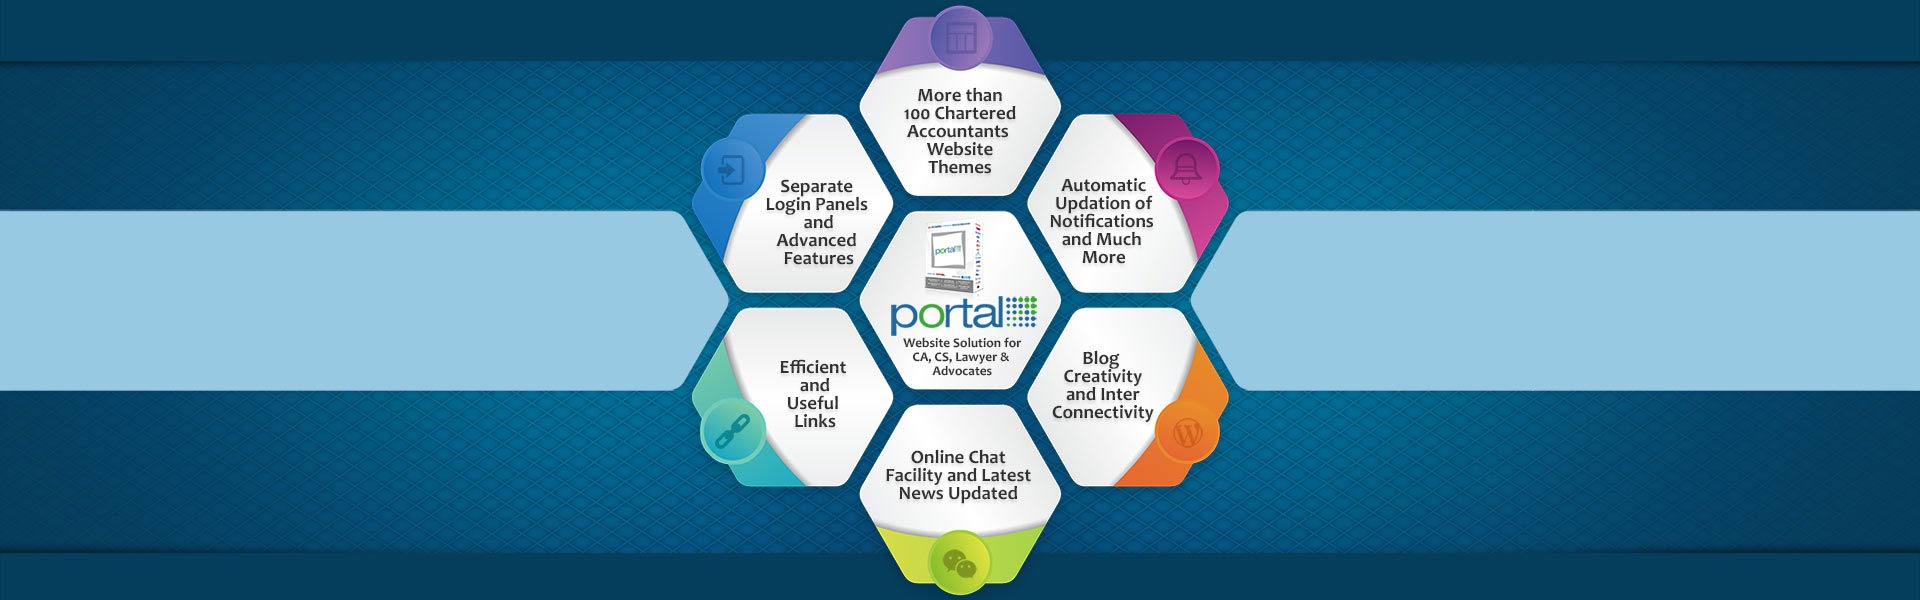 More than
100 Chartered
Accountants
Website
Themes
Separate
Login Panels
and
Advanced
Features
Automatic
Updation of
Notifications
and Much
More
portal
portal
Website Solution for
CA, CS, Lawyer &
Advocates
Efficient
and
Useful
Links
Blog
Creativity
and Inter
Connectivity
Online Chat
Facility and Latest
News Updated